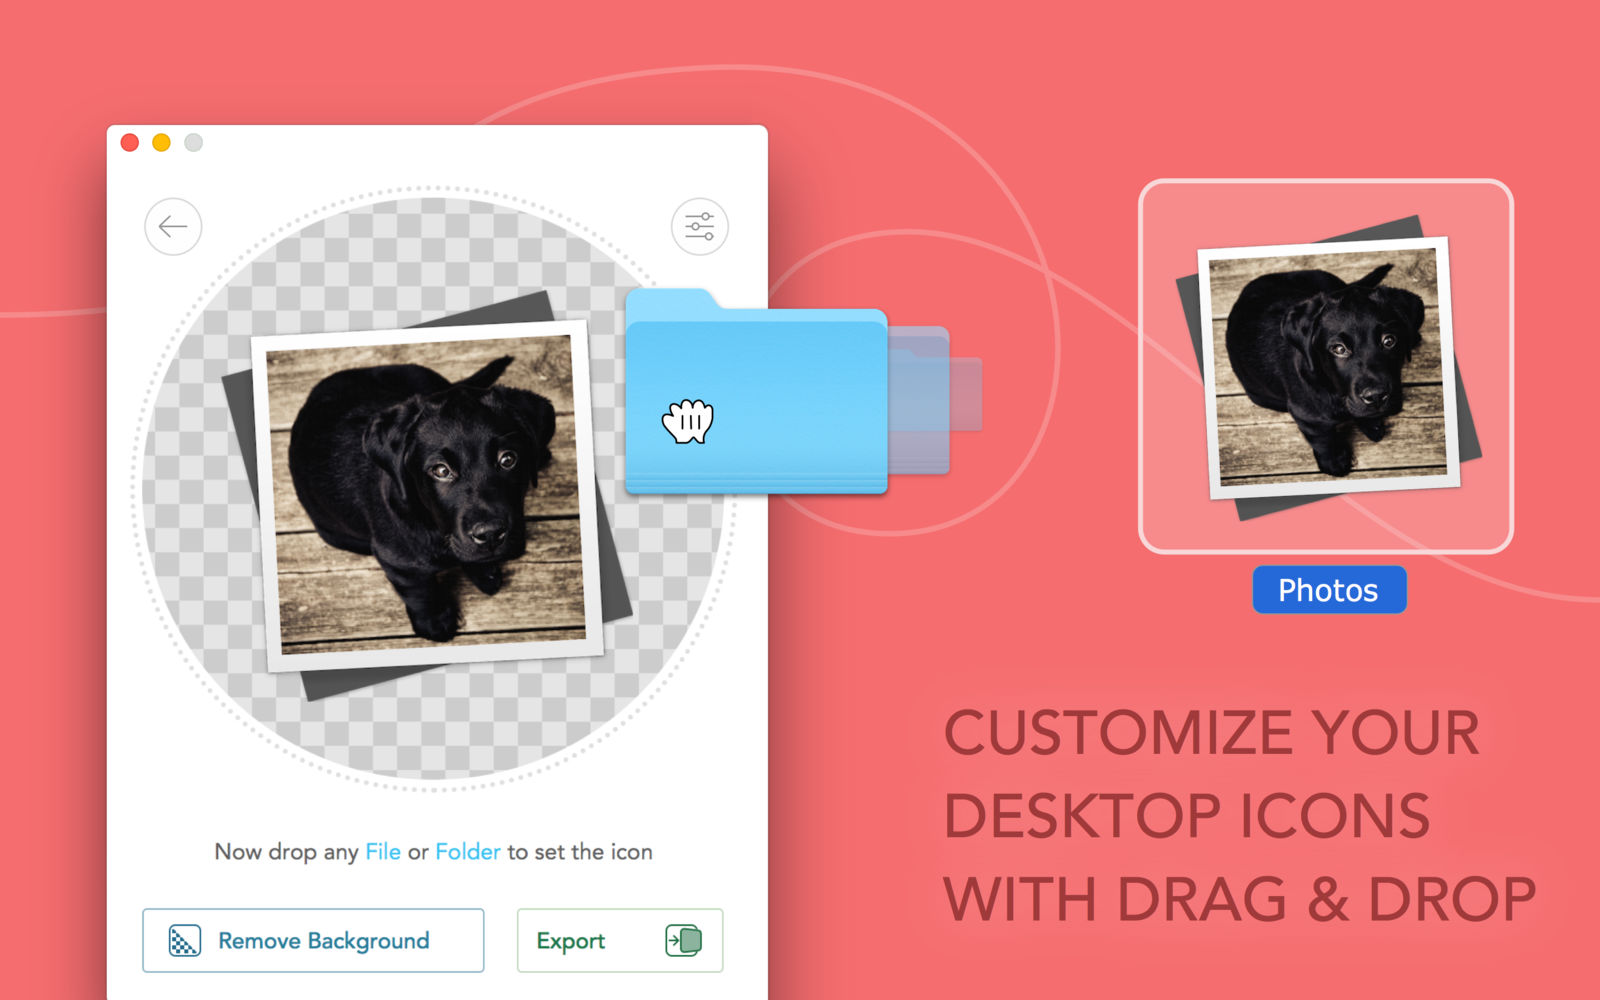 Now drop any File or Folder to set the icon
Remove Background
Export
Photos
CUSTOMIZE YOUR
DESKTOP ICONS
WITH DRAG & DROP